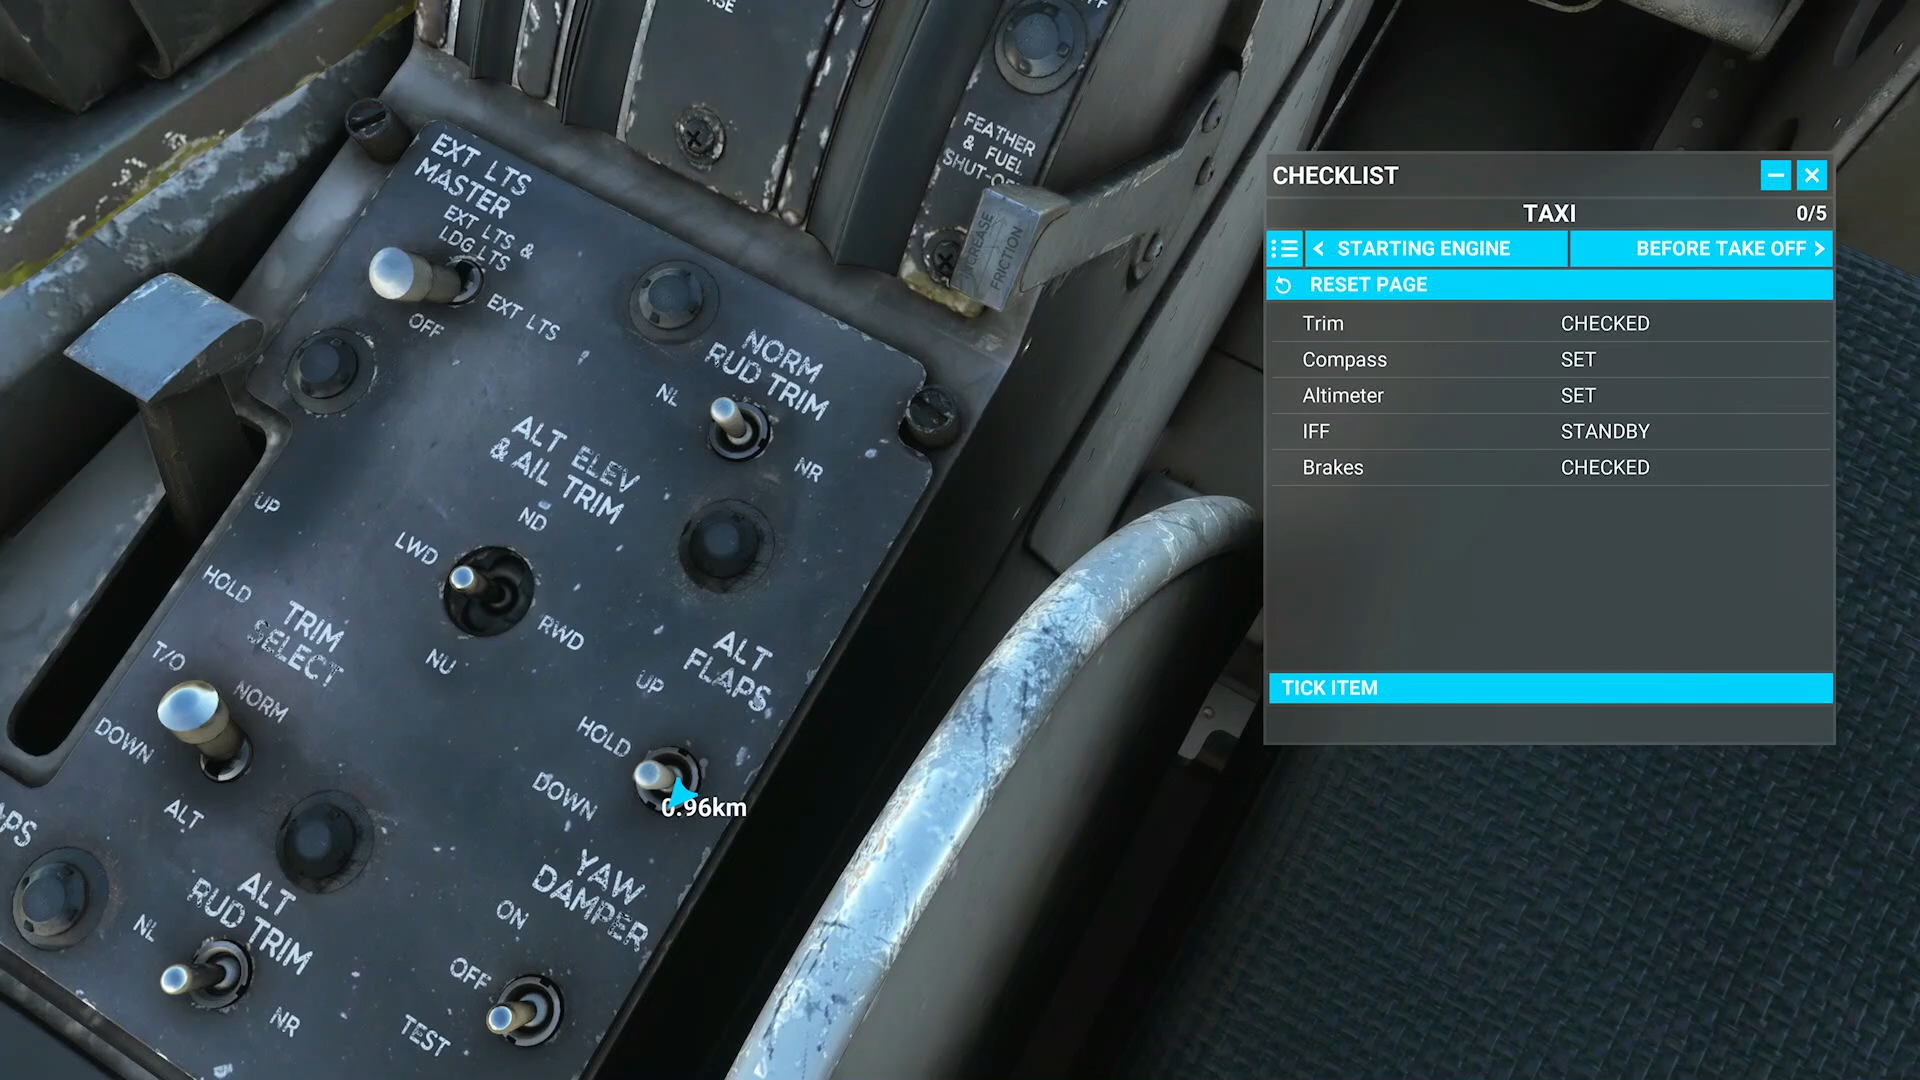 FEATHER
& FUEL
INCREASE
FRICTION
EXT LTS
MASTER
EXT LTS &
LDG LTS
EXT LTS
OFF
NORM
RUD TRIM
NL
NR
ALT ELEV
& AIL TRIM
ND
LWD
RWD
NU
UP
HOLD
T/O
DOWN
TRIM
SELECT
NORM
ALT
ALT
FLAPS
UP
HOLD
DOWN
0.96km
YAW
DAMPER
ON
OFF
TEST
ALT
RUD TRIM
NL
NR
CHECKLIST
TAXI 0/5
< STARTING ENGINE BEFORE TAKE OFF >
RESET PAGE
Trim CHECKED
Compass SET
Altimeter SET
IFF STANDBY
Brakes CHECKED
TICK ITEM